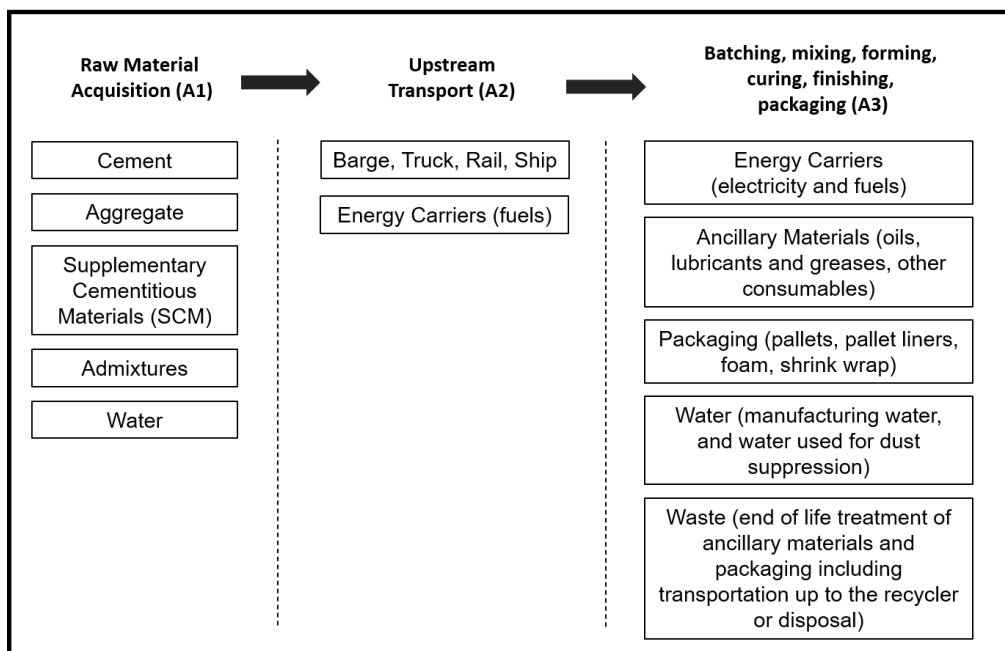 Raw Material
Acquisition (A1)
Upstream
Transport (A2)
Batching, mixing, forming,
curing, finishing,
packaging (A3)
Cement
Aggregate
Supplementary
Cementitious
Materials (SCM)
Admixtures
Water
Barge, Truck, Rail, Ship
Energy Carriers (fuels)
Energy Carriers
(electricity and fuels)
Ancillary Materials (oils,
lubricants and greases, other
consumables)
Packaging (pallets, pallet liners,
foam, shrink wrap)
Water (manufacturing water,
and water used for dust
suppression)
Waste (end of life treatment of
ancillary materials and
packaging including
transportation up to the recycler
or disposal)